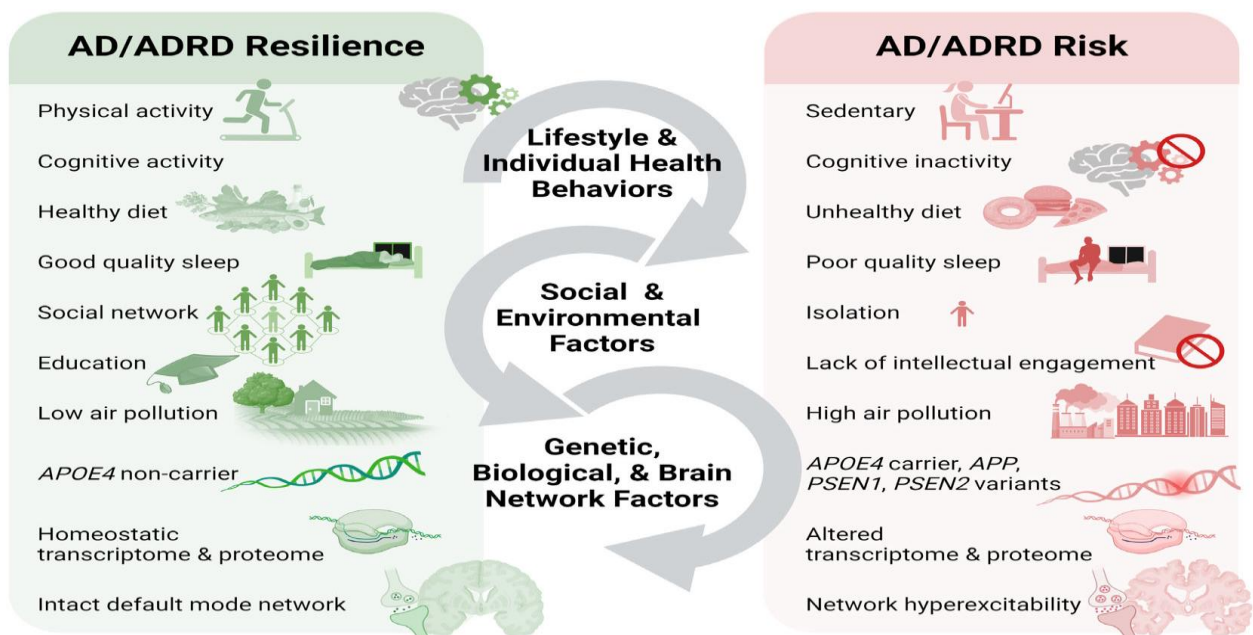 AD/ADRD Resilience
Physical activity
Cognitive activity
Healthy diet
Good quality sleep
Social network
Education
Low air pollution
APOE4 non-carrier
Homeostatic
transcriptome & proteome
Intact default mode network
Lifestyle &
Individual Health
Behaviors
Social &
Environmental
Factors
Genetic,
Biological, & Brain
Network Factors
AD/ADRD Risk
Sedentary
Cognitive inactivity
Unhealthy diet
Poor quality sleep
Isolation
Lack of intellectual engagement
High air pollution
APOE4 carrier, APP,
PSEN1, PSEN2 variants
Altered
transcriptome & proteome
Network hyperexcitability